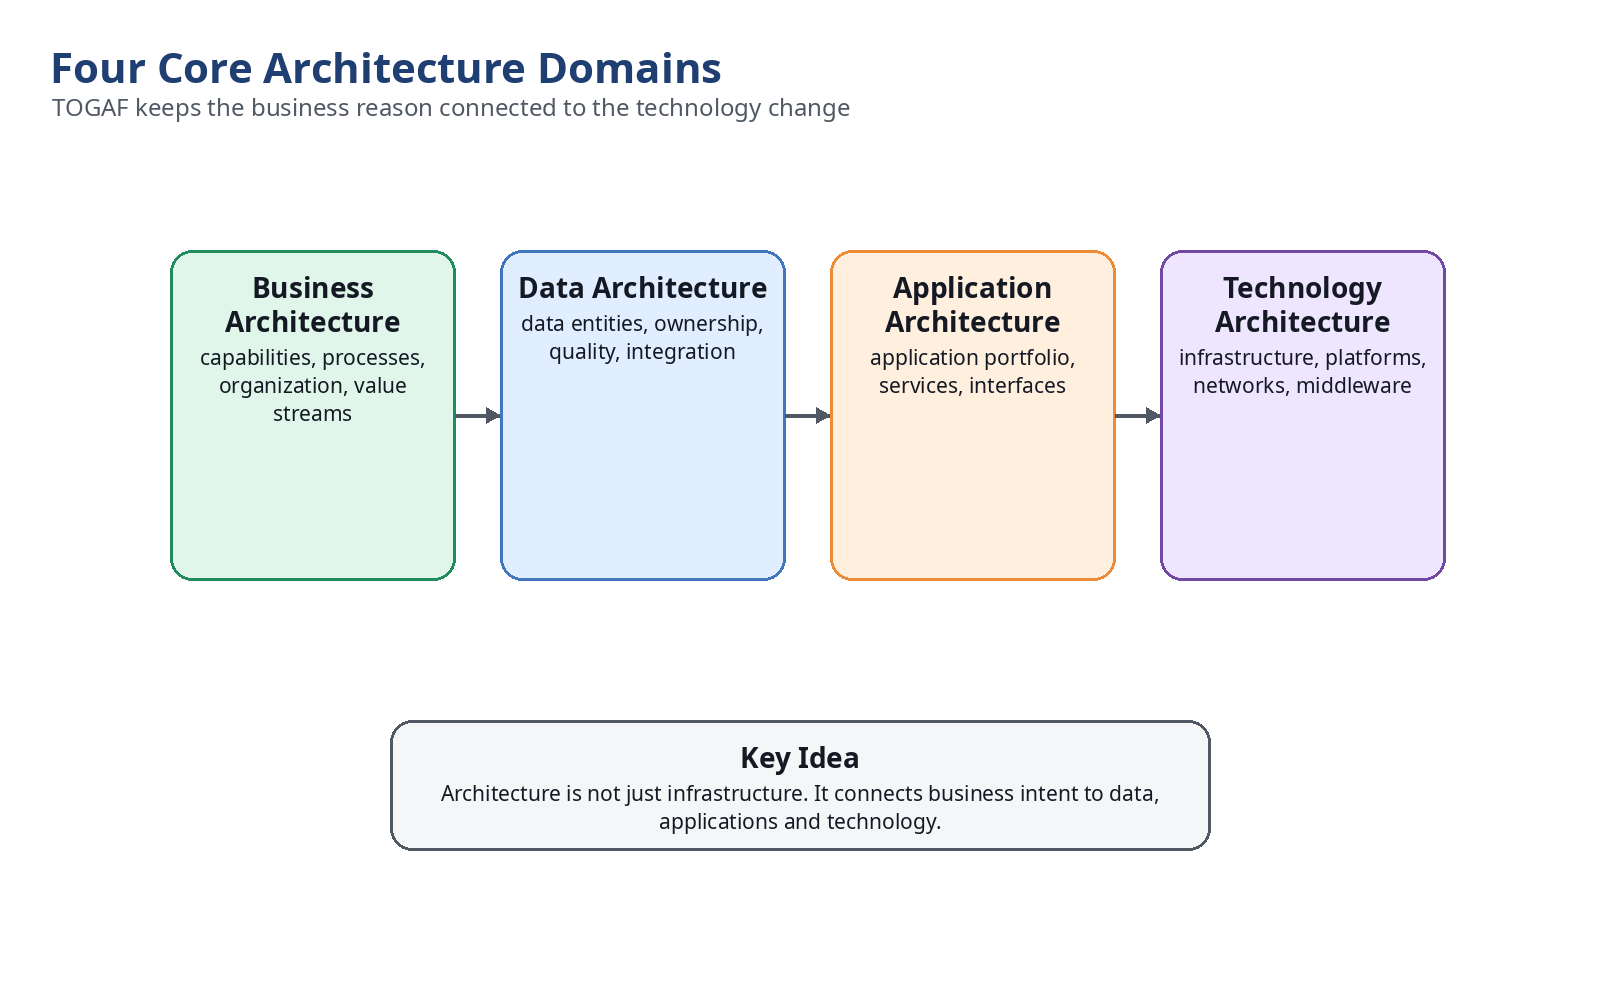 Four Core Architecture Domains
TOGAF keeps the business reason connected to the technology change
Business
Architecture
capabilities, processes,
organization, value
streams
Data Architecture
data entities, ownership,
quality, integration
Application
Architecture
application portfolio,
services, interfaces
Technology
Architecture
infrastructure, platforms,
networks, middleware
Key Idea
Architecture is not just infrastructure. It connects business intent to data,
applications and technology.